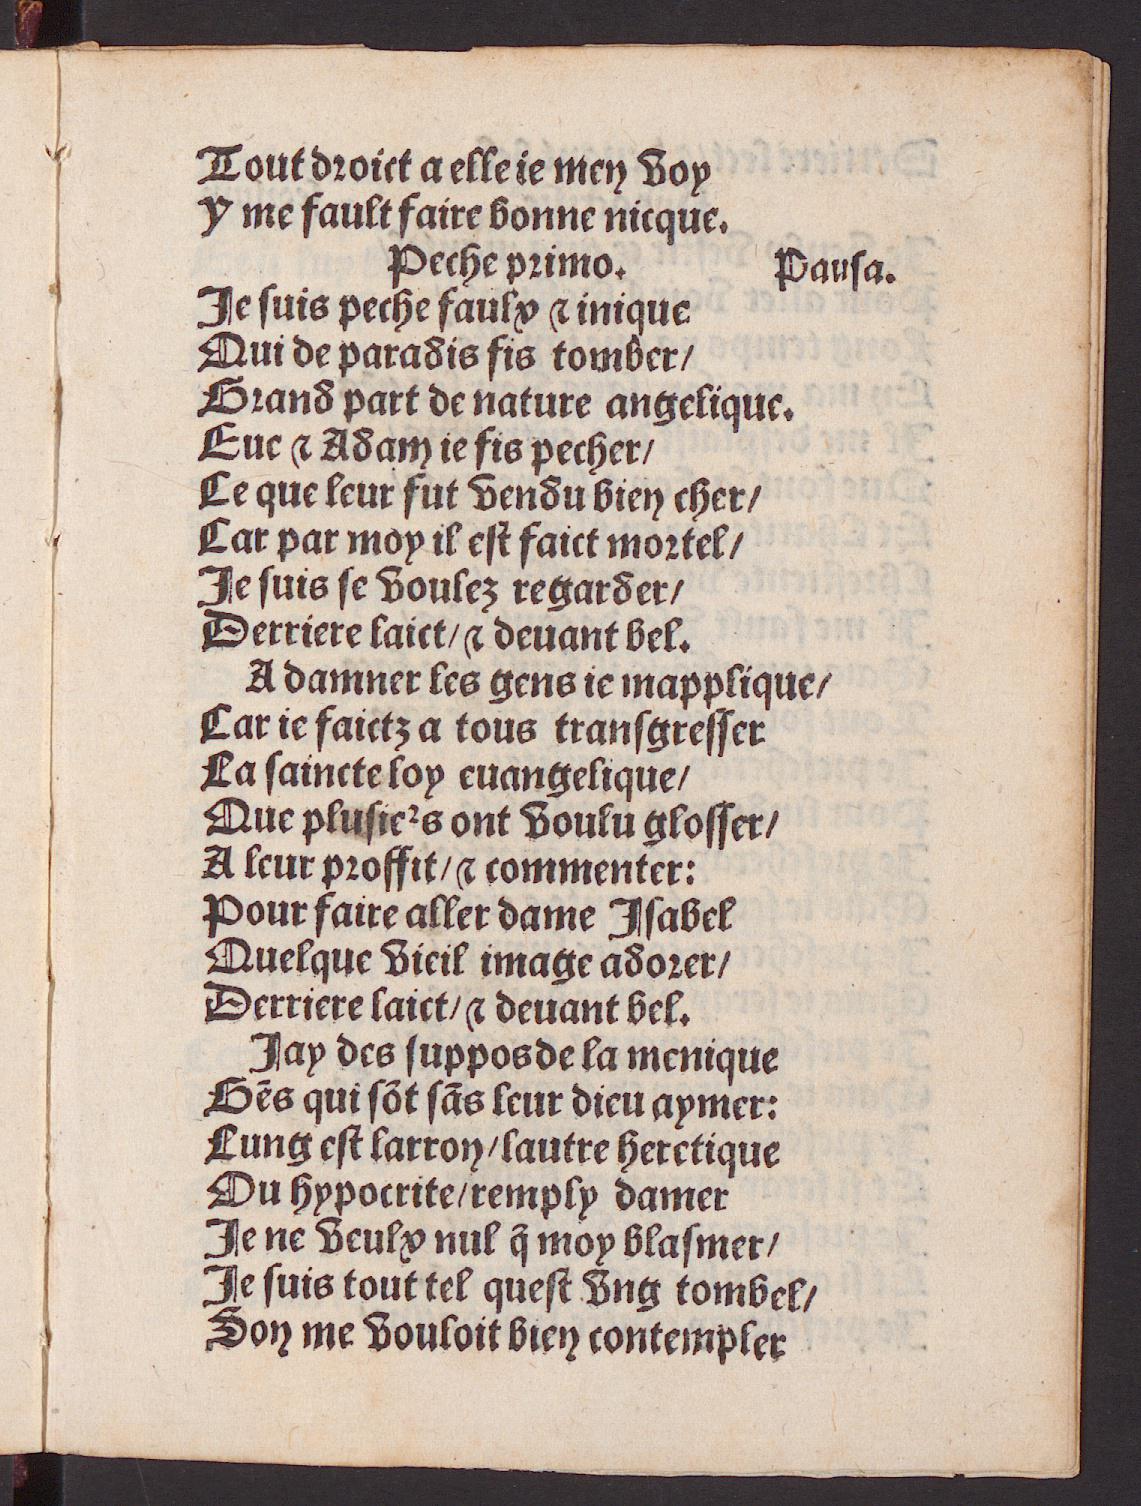 Tout droict a elle ie men voy
Y me fault faire bonne nicque.
Peche primo. Pausa.
Je suis peche faulx ⁊ inique
Qui de paradis fis tomber/
Grand part de nature angelique.
Eue ⁊ Adam ie fis pecher/
Ce que leur fut vendu bien cher/
Car par moy il est faict mortel/
Je suis se voulez regarder/
Derriere laict/ ⁊ deuant bel.
A damner les gens ie mapplique/
Car ie faictz a tous transgresser
La saincte loy euangelique/
Que plusieꝛs ont voulu glosser/
A leur proffit/ ⁊ commenter:
Pour faire aller dame Isabel
Quelque vieil image adorer/
Derriere laict/ ⁊ deuant bel.
Jay des suppos de la menique
Gẽs qui sõt sãs leur dieu aymer:
Lung est larron/ lautre heretique
Ou hypocrite/ remply damer
Je ne veulx nul q̃ moy blasmer/
Je suis tout tel quest vng tombel/
Son me vouloit bien contempler